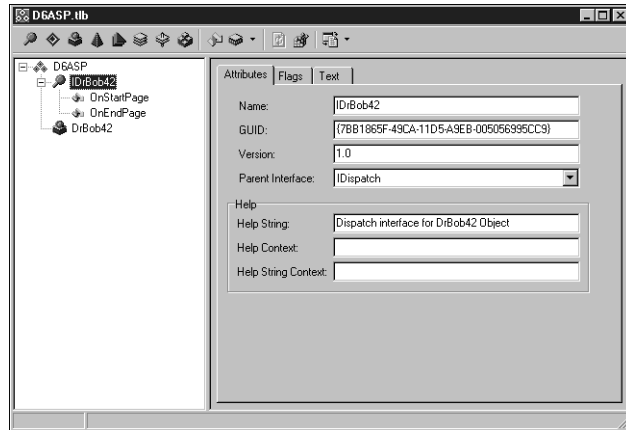 D6ASP.tlb
D6ASP
IDrBob42
OnStartPage
OnEndPage
DrBob42
Attributes Flags Text
Name: IDrBob42
GUID: {7BB1865F-49CA-11D5-A9EB-005056995CC9}
Version: 1.0
Parent Interface: IDispatch
Help
Help String: Dispatch interface for DrBob42 Object
Help Context:
Help String Context: